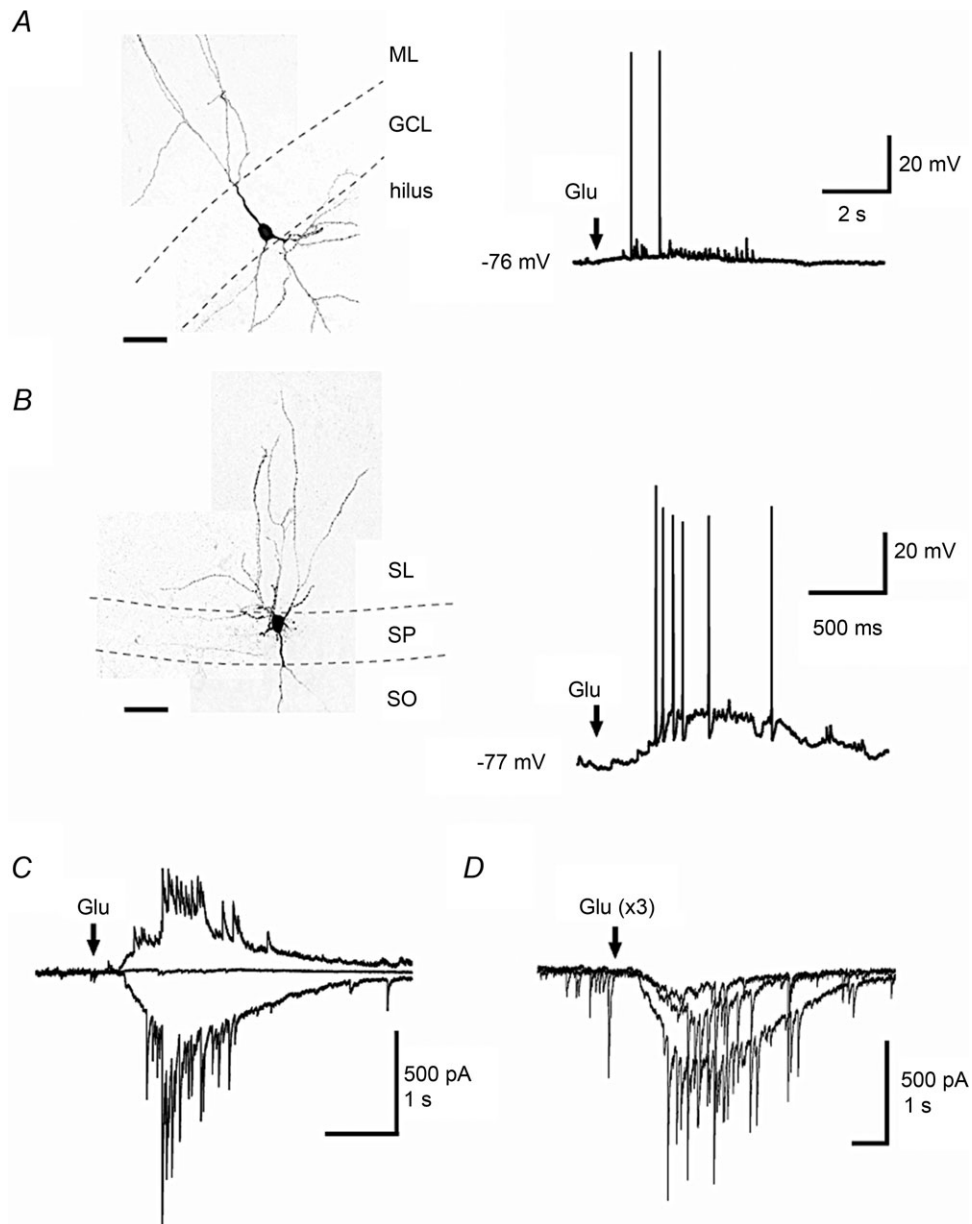 A
ML
GCL
hilus
Glu
-76 mV
20 mV
2 s
B
SL
SP
SO
Glu
-77 mV
20 mV
500 ms
C
Glu
500 pA
1 s
D
Glu (x3)
500 pA
1 s